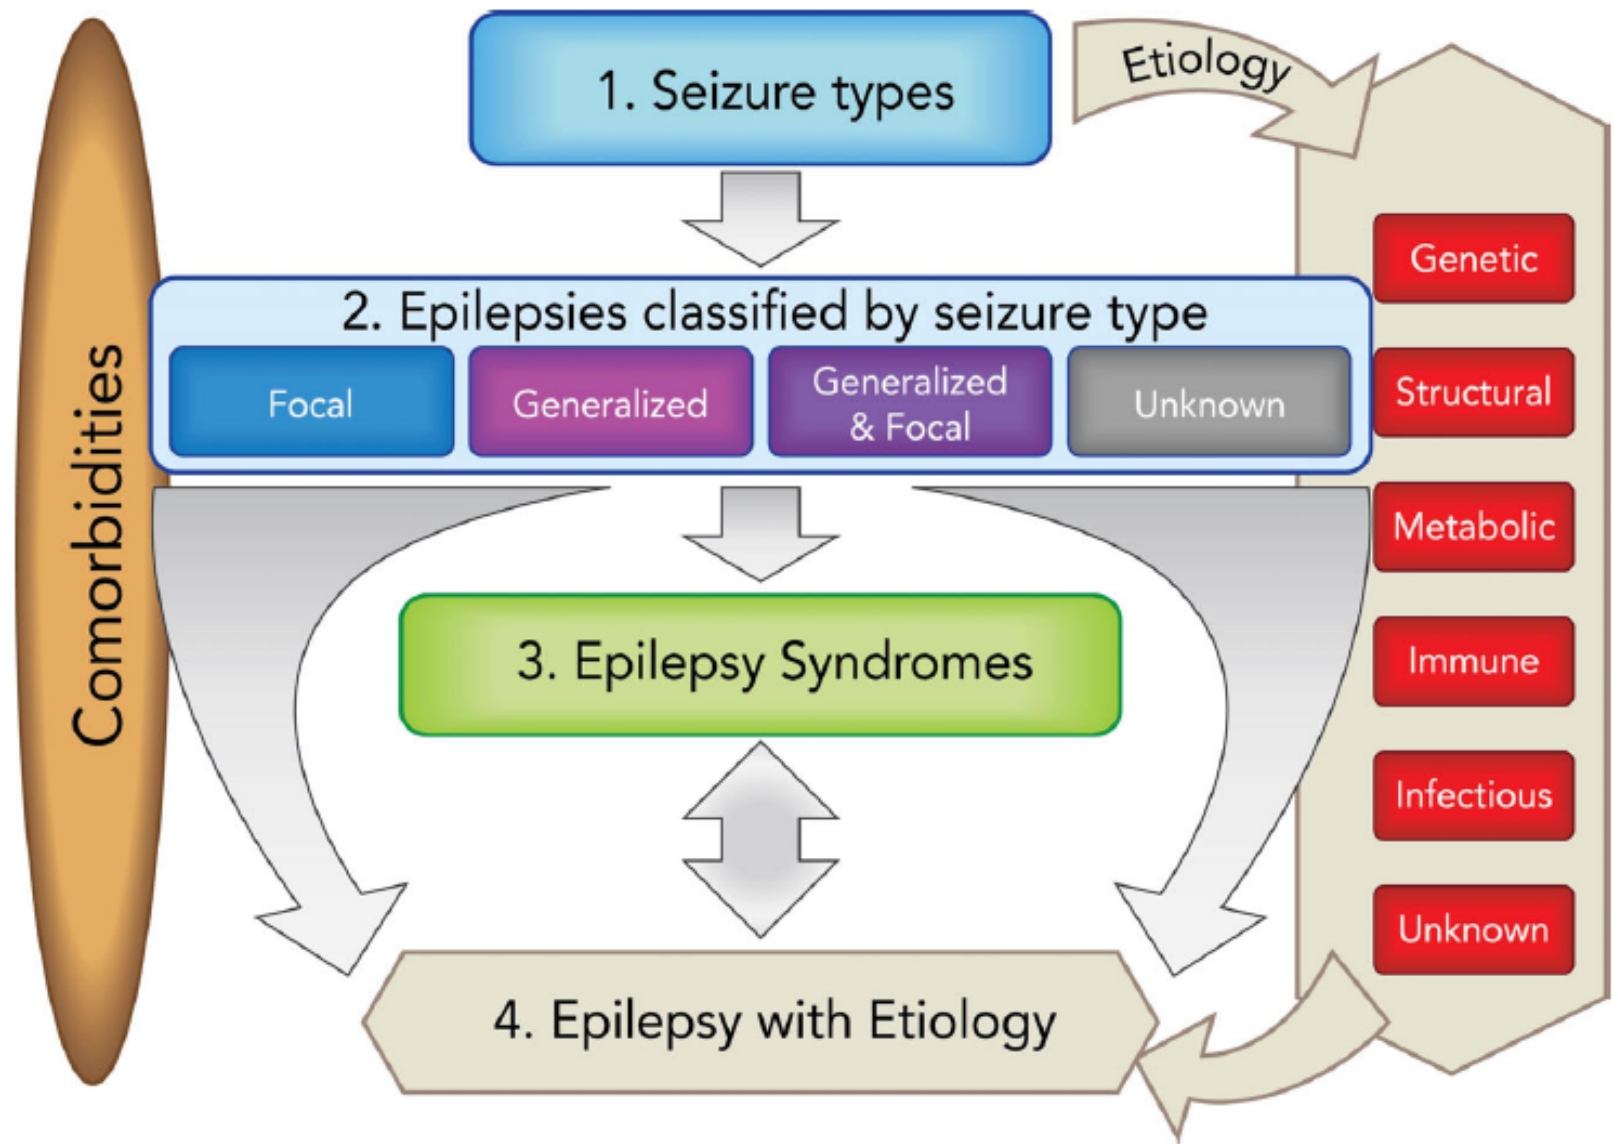 1. Seizure types
Etiology
Comorbidities
2. Epilepsies classified by seizure type
Focal
Generalized
Generalized
& Focal
Unknown
3. Epilepsy Syndromes
4. Epilepsy with Etiology
Genetic
Structural
Metabolic
Immune
Infectious
Unknown